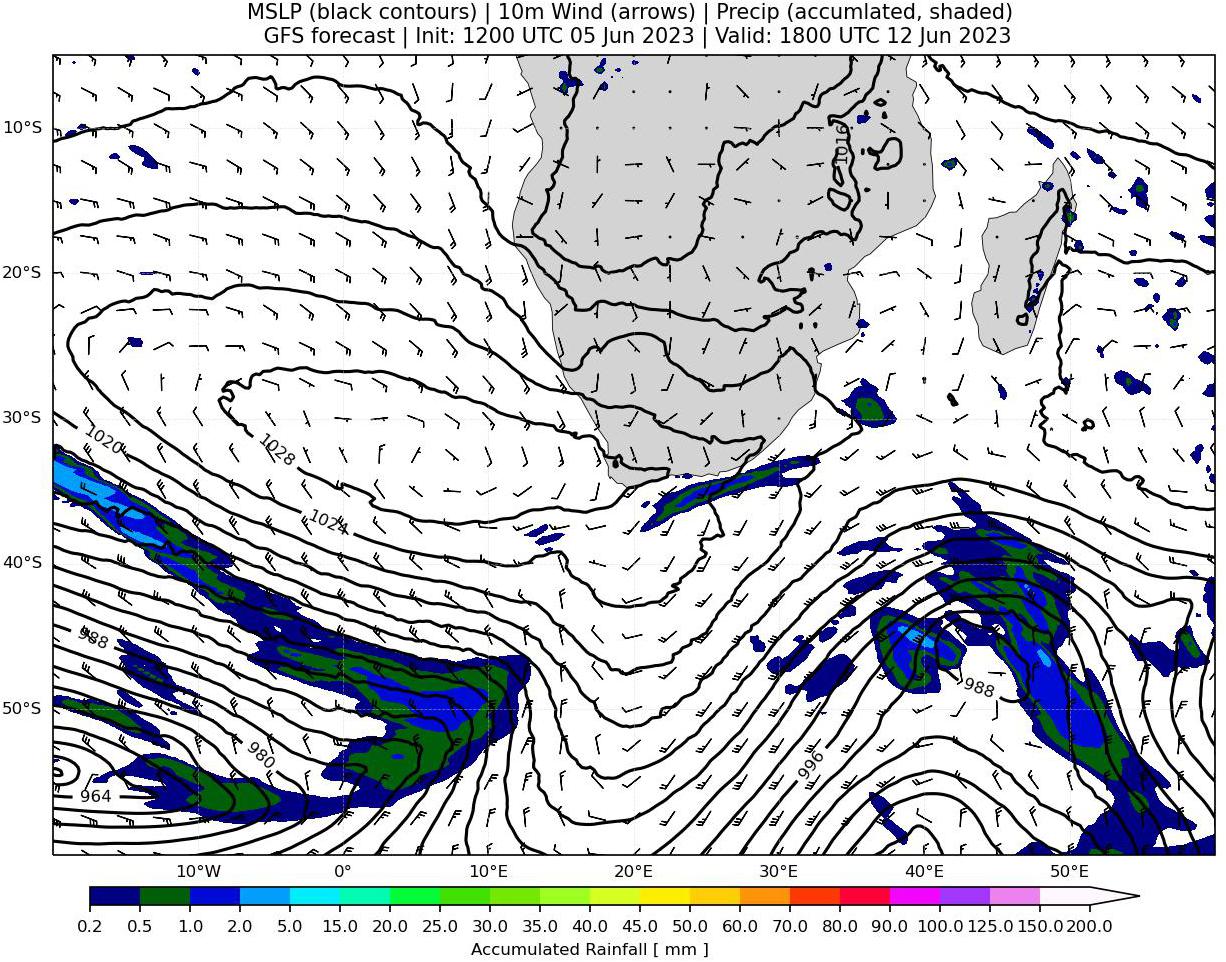 MSLP (black contours) | 10m Wind (arrows) | Precip (accumlated, shaded)
GFS forecast | Init: 1200 UTC 05 Jun 2023 | Valid: 1800 UTC 12 Jun 2023
10°S
1016
20°S
30°S
1020
1028
1024
40°S
988
988
50°S
980
996
964
10°W 0° 10°E 20°E 30°E 40°E 50°E
0.2 0.5 1.0 2.0 5.0 10.0 15.0 20.0 25.0 30.0 35.0 40.0 45.0 50.0 60.0 70.0 80.0 90.0 100.0 125.0 150.0 200.0
Accumulated Rainfall [ mm ]